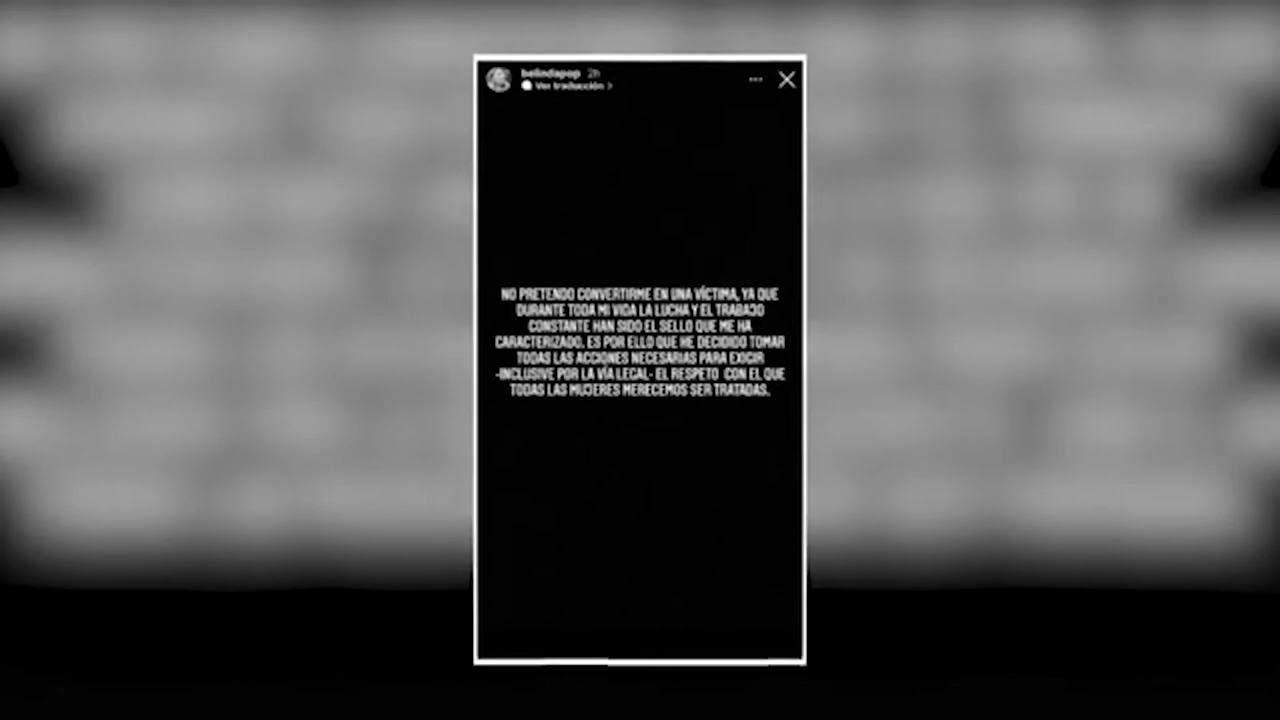 belindapop 2h
Ver traducción >
NO PRETENDO CONVERTIRME EN UNA VÍCTIMA, YA QUE
DURANTE TODA MI VIDA LA LUCHA Y EL TRABAJO
CONSTANTE HAN SIDO EL SELLO QUE ME HA
CARACTERIZADO. ES POR ELLO QUE HE DECIDIDO TOMAR
TODAS LAS ACCIONES NECESARIAS PARA EXIGIR
-INCLUSIVE POR LA VÍA LEGAL- EL RESPETO CON EL QUE
TODAS LAS MUJERES MERECEMOS SER TRATADAS.